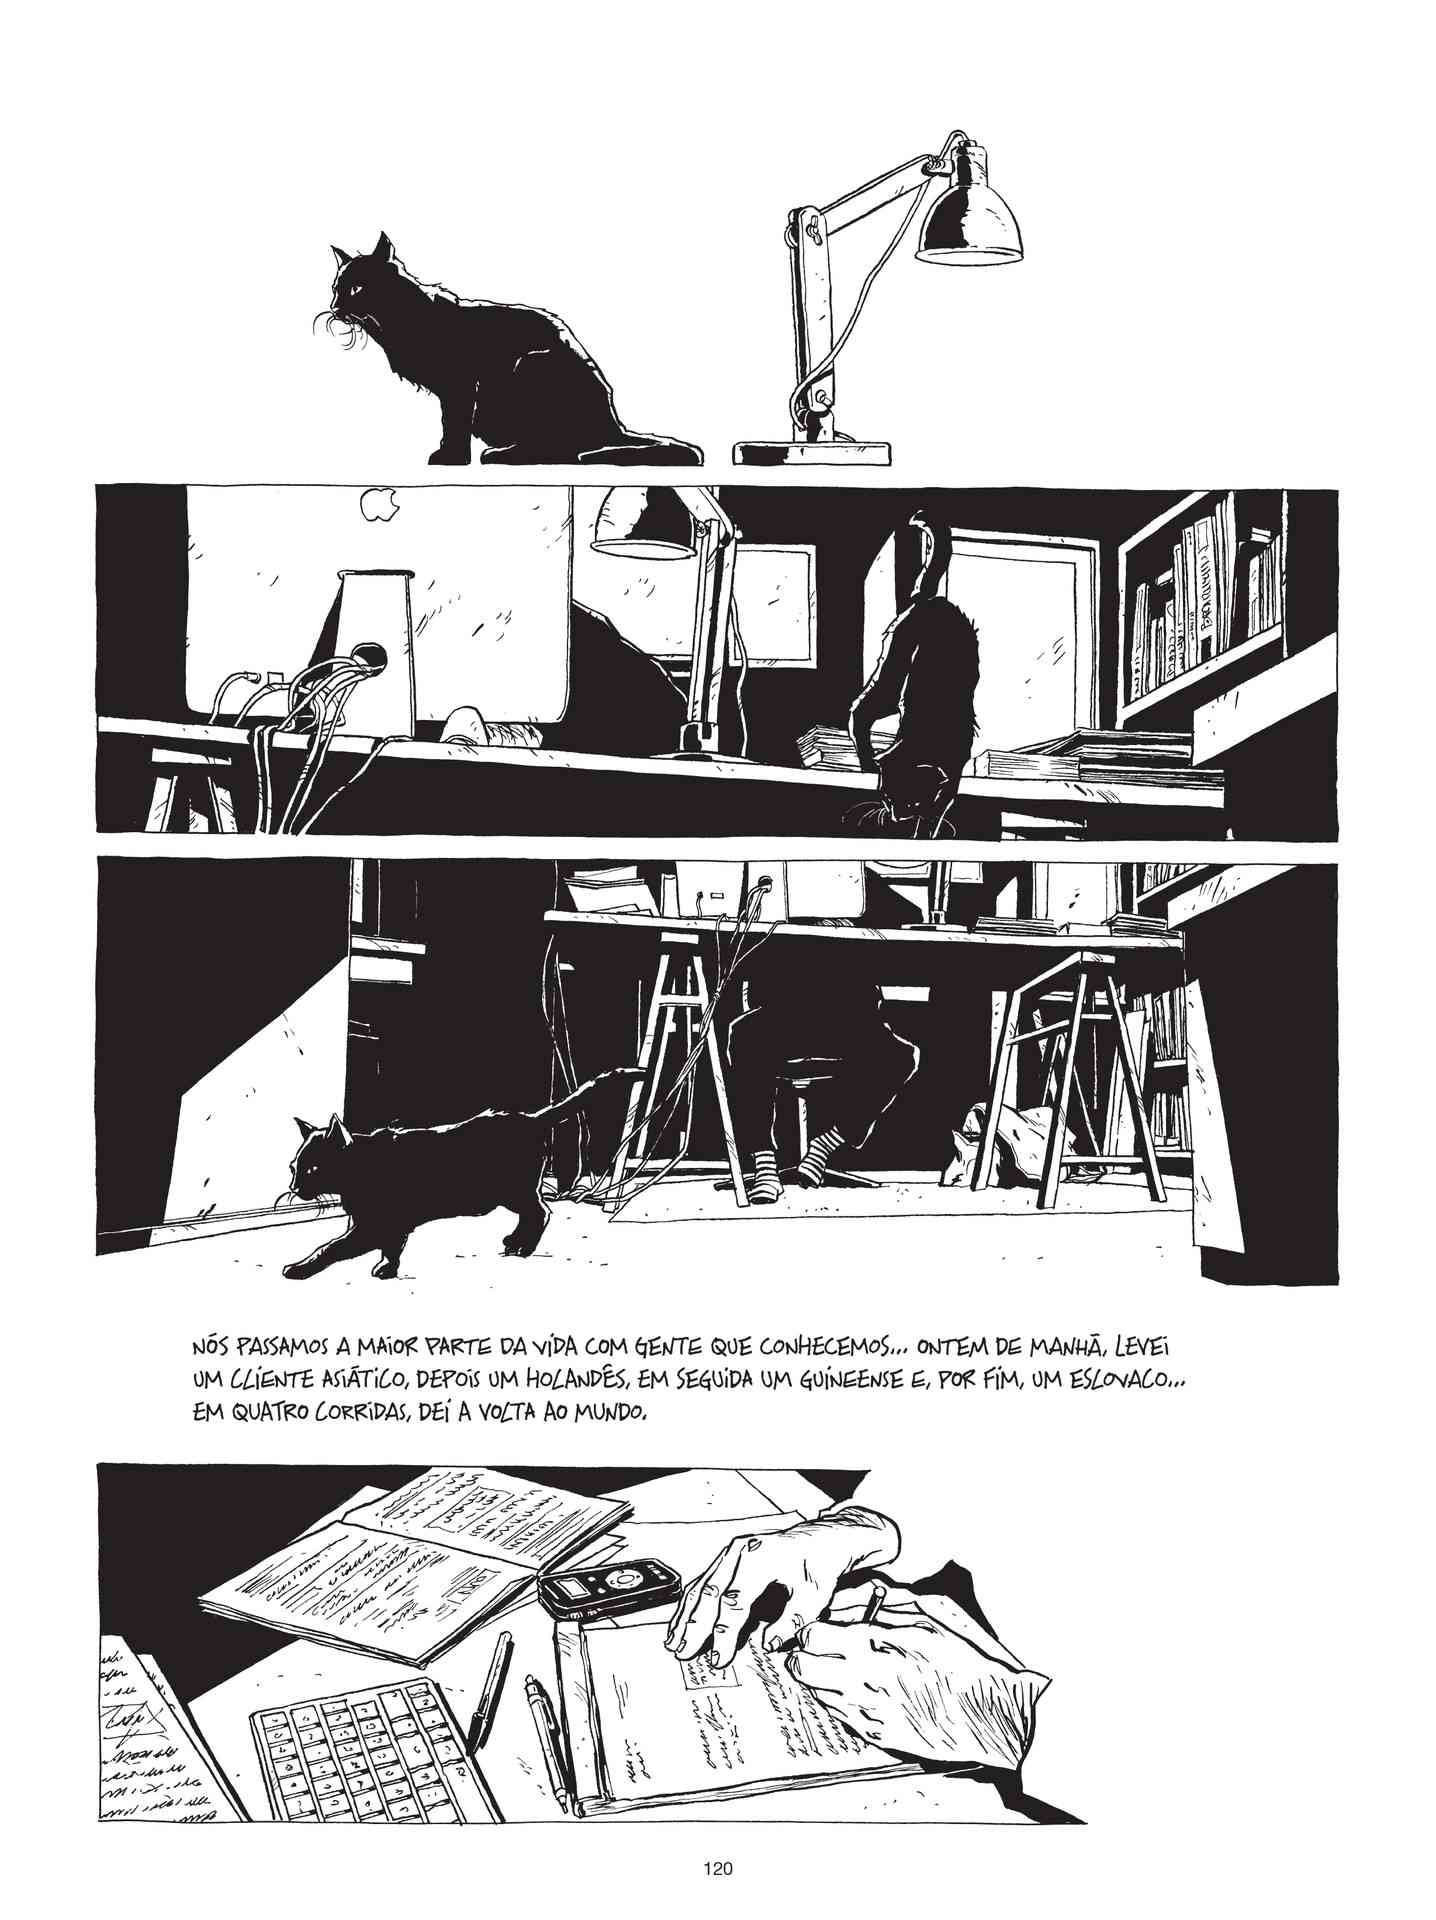 NÓS PASSAMOS A MAIOR PARTE DA VIDA COM GENTE QUE CONHECEMOS... ONTEM DE MANHÃ, LEVEI
UM CLIENTE ASIÁTICO, DEPOIS UM HOLANDÊS, EM SEGUIDA UM GUINEENSE E, POR FIM, UM ESLOVACO...
EM QUATRO CORRIDAS, DEI A VOLTA AO MUNDO.
120